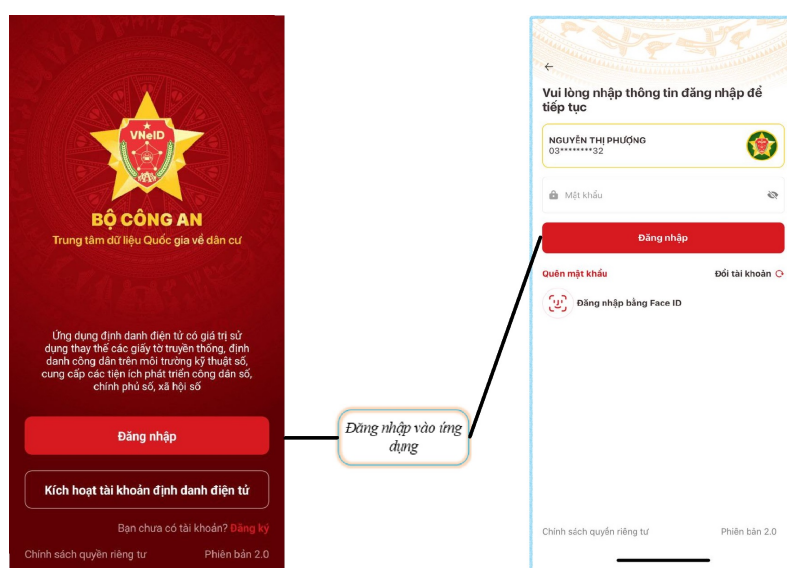 VNeID
BỘ CÔNG AN
Trung tâm dữ liệu Quốc gia về dân cư
Ứng dụng định danh điện tử có giá trị sử
dụng thay thế các giấy tờ truyền thống, định
danh công dân trên môi trường kỹ thuật số,
cung cấp các tiện ích phát triển công dân số,
chính phủ số, xã hội số
Đăng nhập
Kích hoạt tài khoản định danh điện tử
Bạn chưa có tài khoản? Đăng ký
Chính sách quyền riêng tư
Phiên bản 2.0
Đăng nhập vào ứng
dụng
Vui lòng nhập thông tin đăng nhập để
tiếp tục
NGUYỄN THỊ PHƯỢNG
03********32
Mật khẩu
Đăng nhập
Quên mật khẩu
Đổi tài khoản
Đăng nhập bằng Face ID
Chính sách quyền riêng tư
Phiên bản 2.0